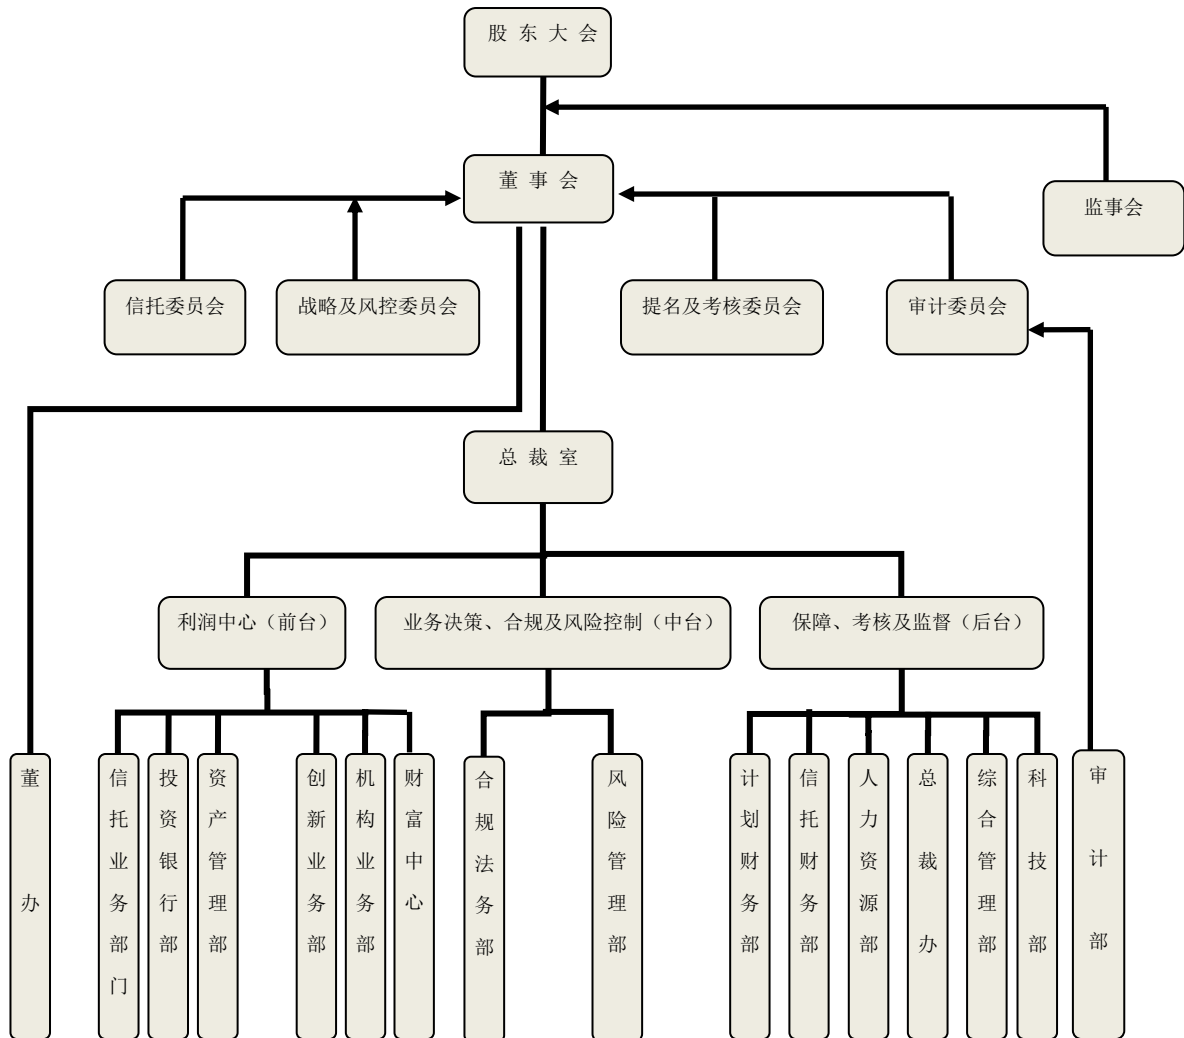 股 东 大 会
董 事 会
监事会
信托委员会
战略及风控委员会
提名及考核委员会
审计委员会
总 裁 室
利润中心（前台）
业务决策、合规及风险控制（中台）
保障、考核及监督（后台）
董办
信托业务部门
投资银行部
资产管理部
创新业务部
机构业务部
财富中心
合规法务部
风险管理部
计划财务部
信托财务部
人力资源部
总裁办
综合管理部
科技部
审计部